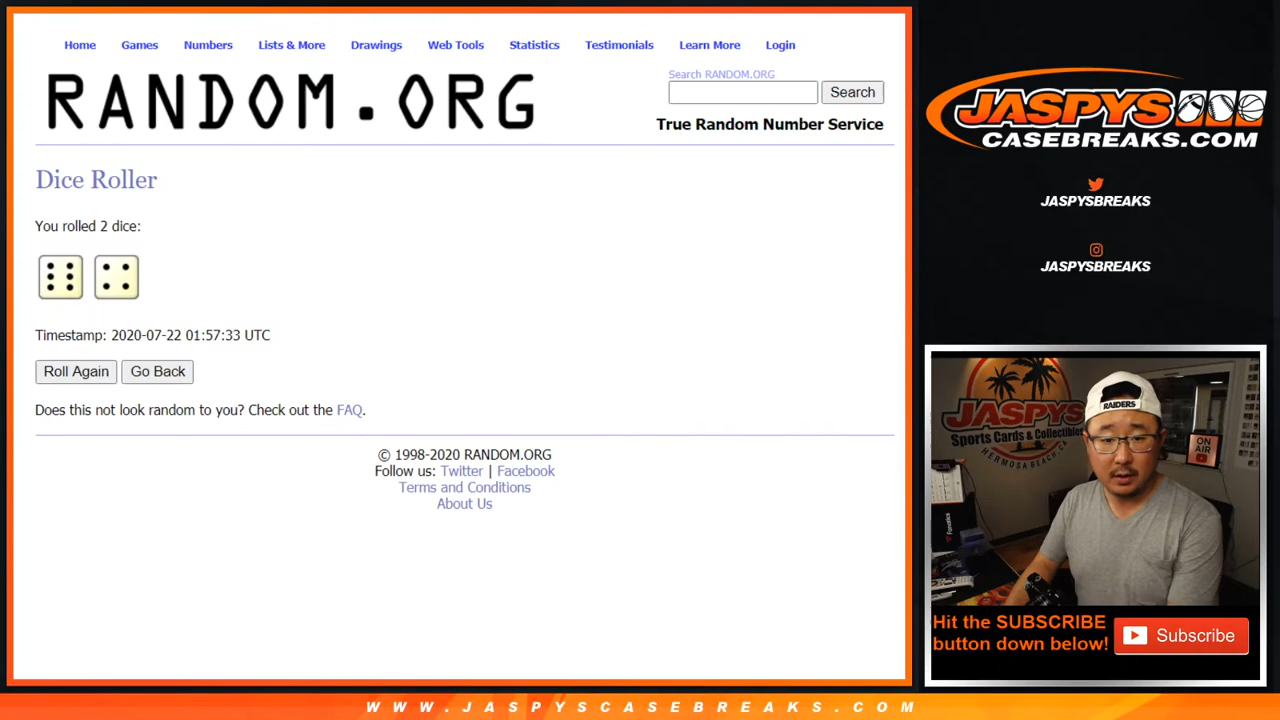 Home Games Numbers Lists & More Drawings Web Tools Statistics Testimonials Learn More Login
RANDOM.ORG
Search RANDOM.ORG
Search
True Random Number Service
Dice Roller
You rolled 2 dice:
Timestamp: 2020-07-22 01:57:33 UTC
Roll Again Go Back
Does this not look random to you? Check out the FAQ.
© 1998-2020 RANDOM.ORG
Follow us: Twitter | Facebook
Terms and Conditions
About Us
JASPYS
CASEBREAKS.COM
JASPYSBREAKS
JASPYSBREAKS
JASPYS
Sports Cards & Collectibles
HERMOSA BEACH, CA
RAIDERS
ON
AIR
Fanatics
Hit the SUBSCRIBE
button down below!
Subscribe
WWW.JASPYSCASEBREAKS.COM